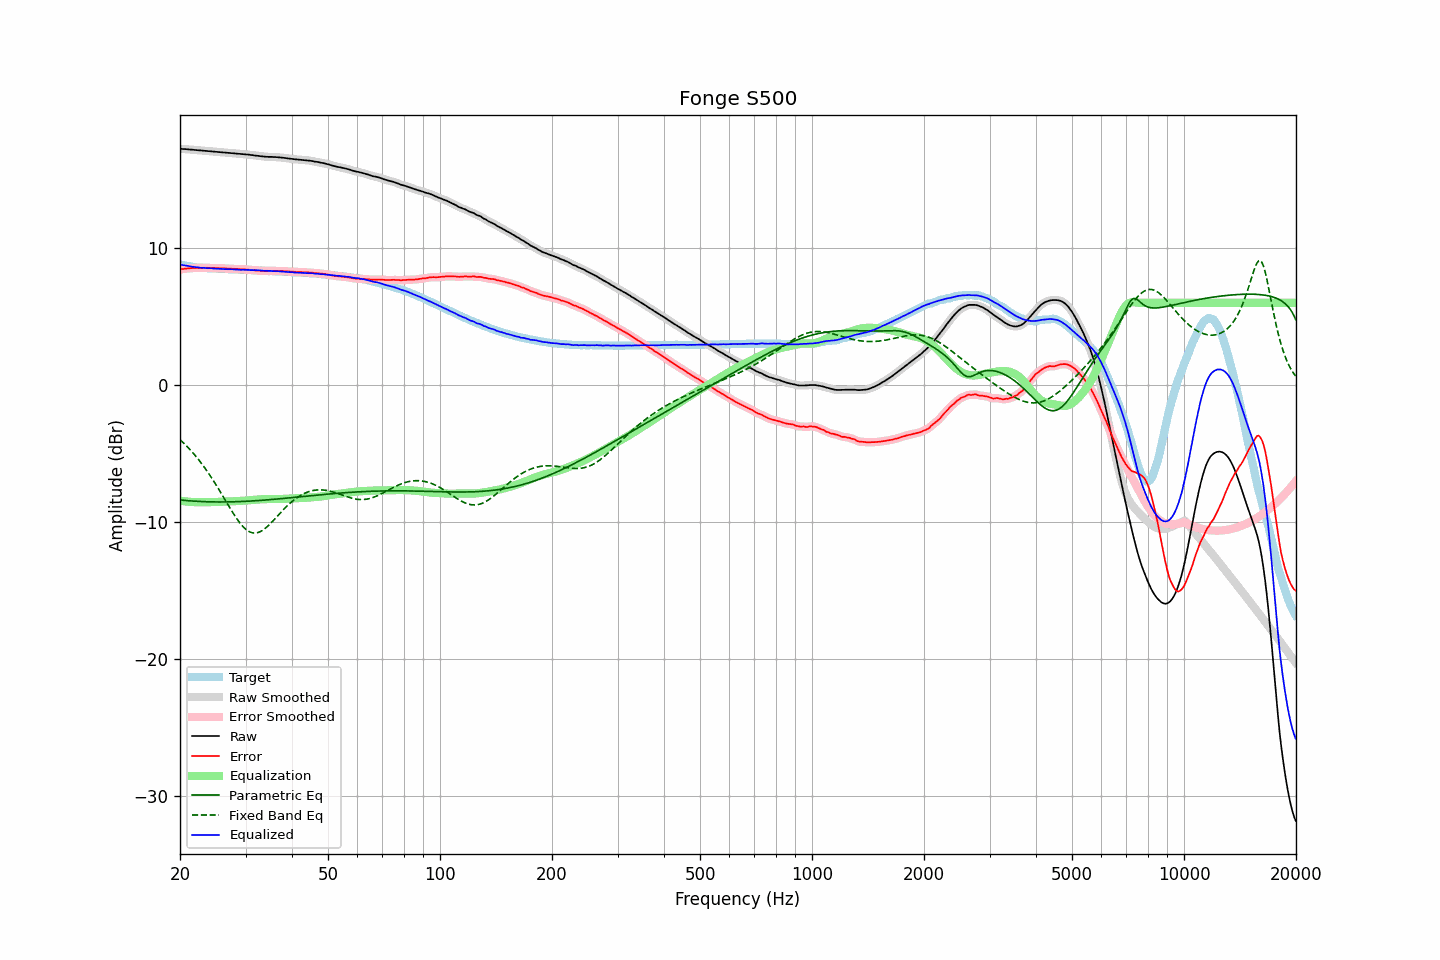 Fonge S500
Amplitude (dBr)
10
0
−10
−20
−30
Target
Raw Smoothed
Error Smoothed
Raw
Error
Equalization
Parametric Eq
Fixed Band Eq
Equalized
20 50 100 200 500 1000 2000 5000 10000 20000
Frequency (Hz)